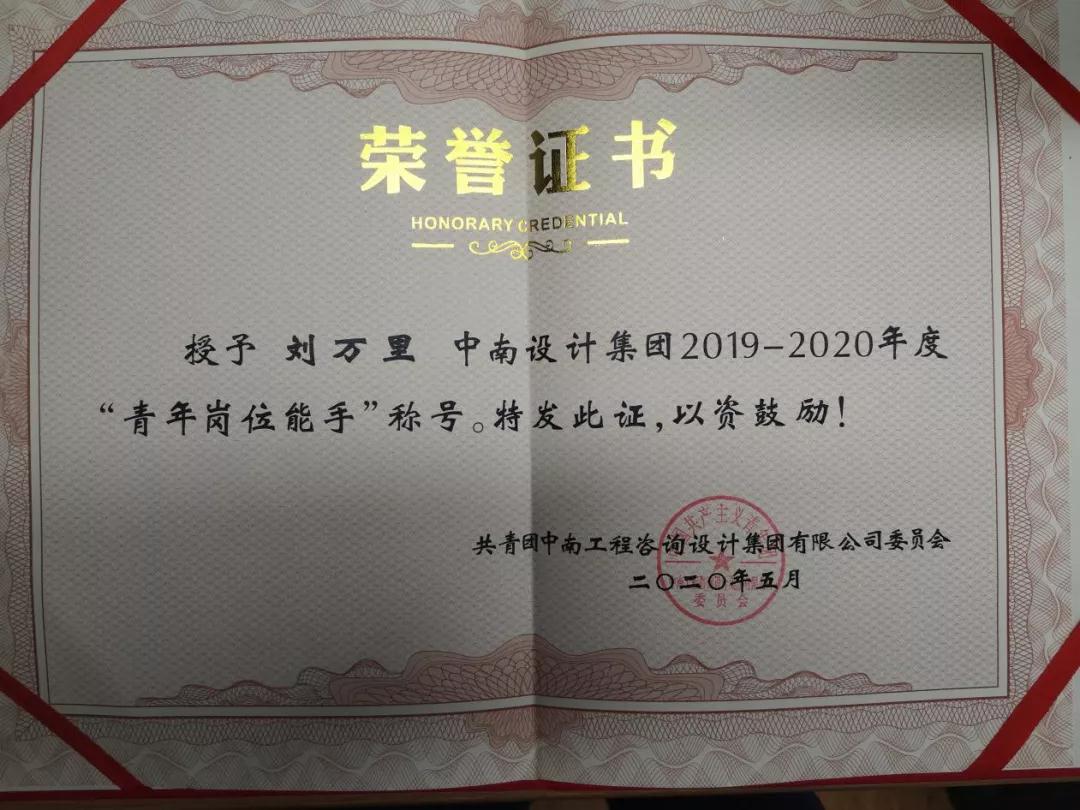 荣誉证书
HONORARY CREDENTIAL
授予 刘万里 中南设计集团2019-2020年度
“青年岗位能手”称号。特发此证,以资鼓励!
共青团中南工程咨询设计集团有限公司委员会
二〇二〇年五月
委员会